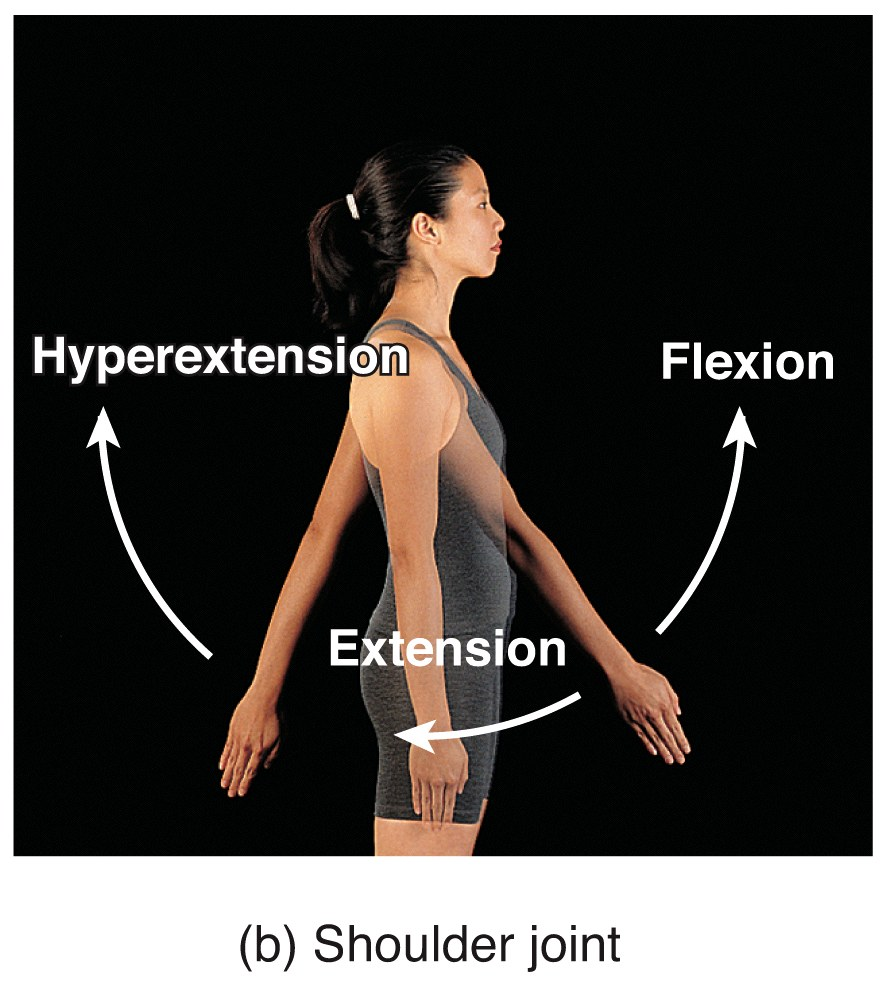 Hyperextension
Flexion
Extension
(b) Shoulder joint